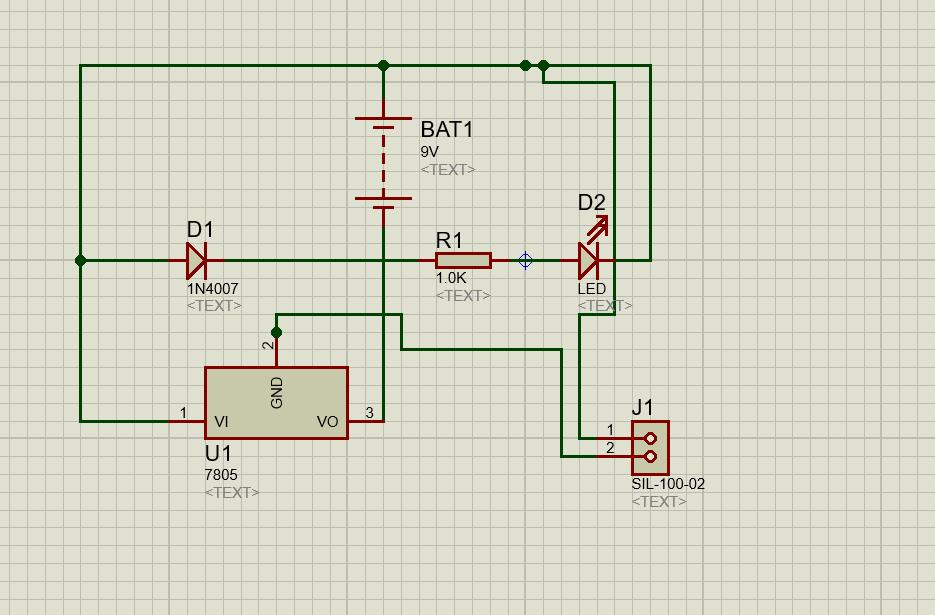 BAT1
9V
<TEXT>
D2
D1
R1
1N4007
<TEXT>
1.0K
<TEXT>
LED
<TEXT>
2
GND
1
VI
VO
3
J1
1
2
U1
7805
<TEXT>
SIL-100-02
<TEXT>